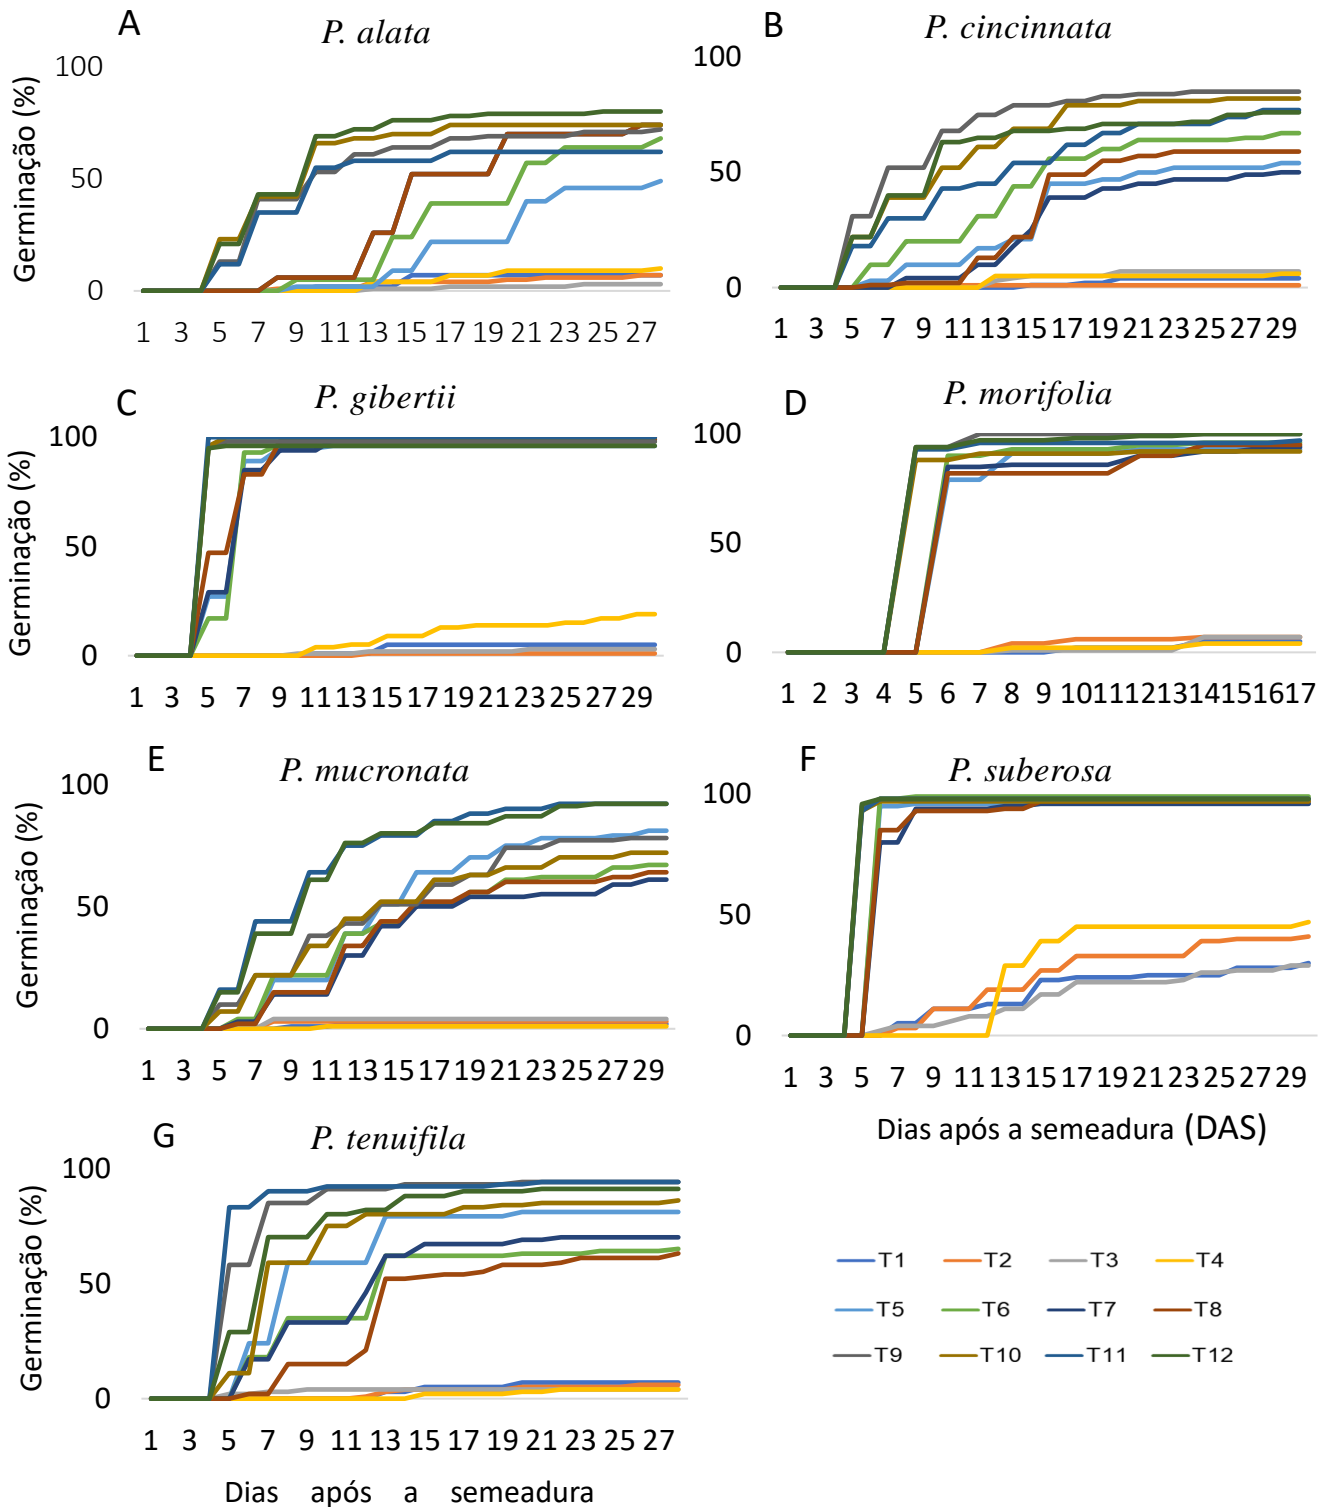 A
P. alata
B
P. cincinnata
Germinação (%)
100
50
0
1 3 5 7 9 11 13 15 17 19 21 23 25 27
100
50
0
1 3 5 7 9 11 13 15 17 19 21 23 25 27 29
C
P. gibertii
D
P. morifolia
Germinação (%)
100
50
0
1 3 5 7 9 11 13 15 17 19 21 23 25 27 29
100
50
0
1 2 3 4 5 6 7 8 9 10 11 12 13 14 15 16 17
E
P. mucronata
F
P. suberosa
Germinação (%)
100
50
0
1 3 5 7 9 11 13 15 17 19 21 23 25 27 29
100
50
0
1 3 5 7 9 11 13 15 17 19 21 23 25 27 29
Dias após a semeadura (DAS)
G
P. tenuifila
Germinação (%)
100
50
0
1 3 5 7 9 11 13 15 17 19 21 23 25 27
Dias após a semeadura
T1 T2 T3 T4
T5 T6 T7 T8
T9 T10 T11 T12